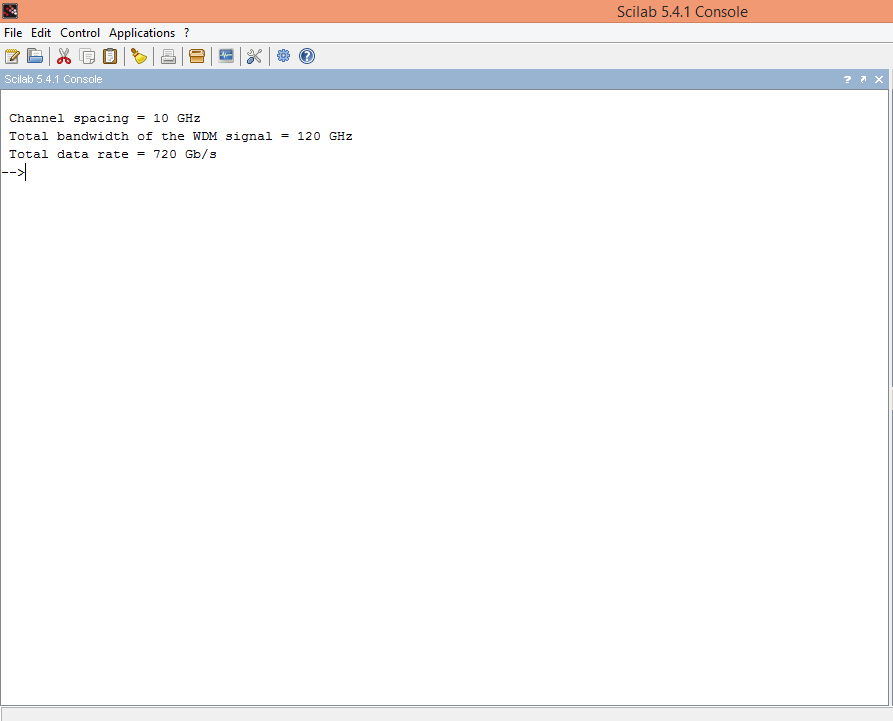 Scilab 5.4.1 Console
File Edit Control Applications ?
Scilab 5.4.1 Console
Channel spacing = 10 GHz
Total bandwidth of the WDM signal = 120 GHz
Total data rate = 720 Gb/s
-->